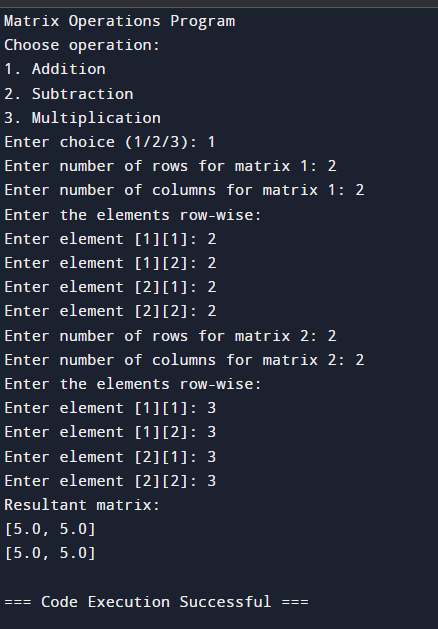 Matrix Operations Program
Choose operation:
1. Addition
2. Subtraction
3. Multiplication
Enter choice (1/2/3): 1
Enter number of rows for matrix 1: 2
Enter number of columns for matrix 1: 2
Enter the elements row-wise:
Enter element [1][1]: 2
Enter element [1][2]: 2
Enter element [2][1]: 2
Enter element [2][2]: 2
Enter number of rows for matrix 2: 2
Enter number of columns for matrix 2: 2
Enter the elements row-wise:
Enter element [1][1]: 3
Enter element [1][2]: 3
Enter element [2][1]: 3
Enter element [2][2]: 3
Resultant matrix:
[5.0, 5.0]
[5.0, 5.0]
=== Code Execution Successful ===